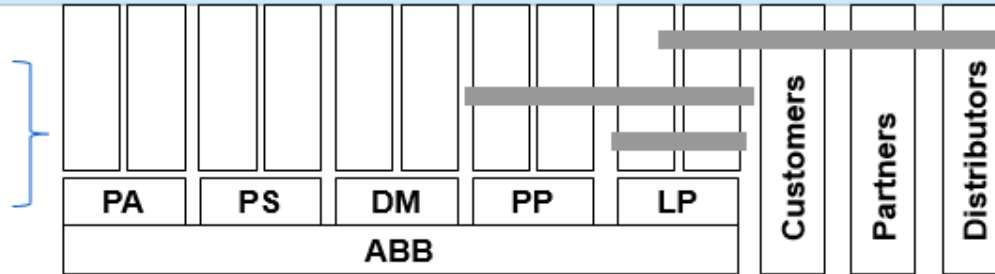 PA PS DM PP LP
ABB
Customers
Partners
Distributors